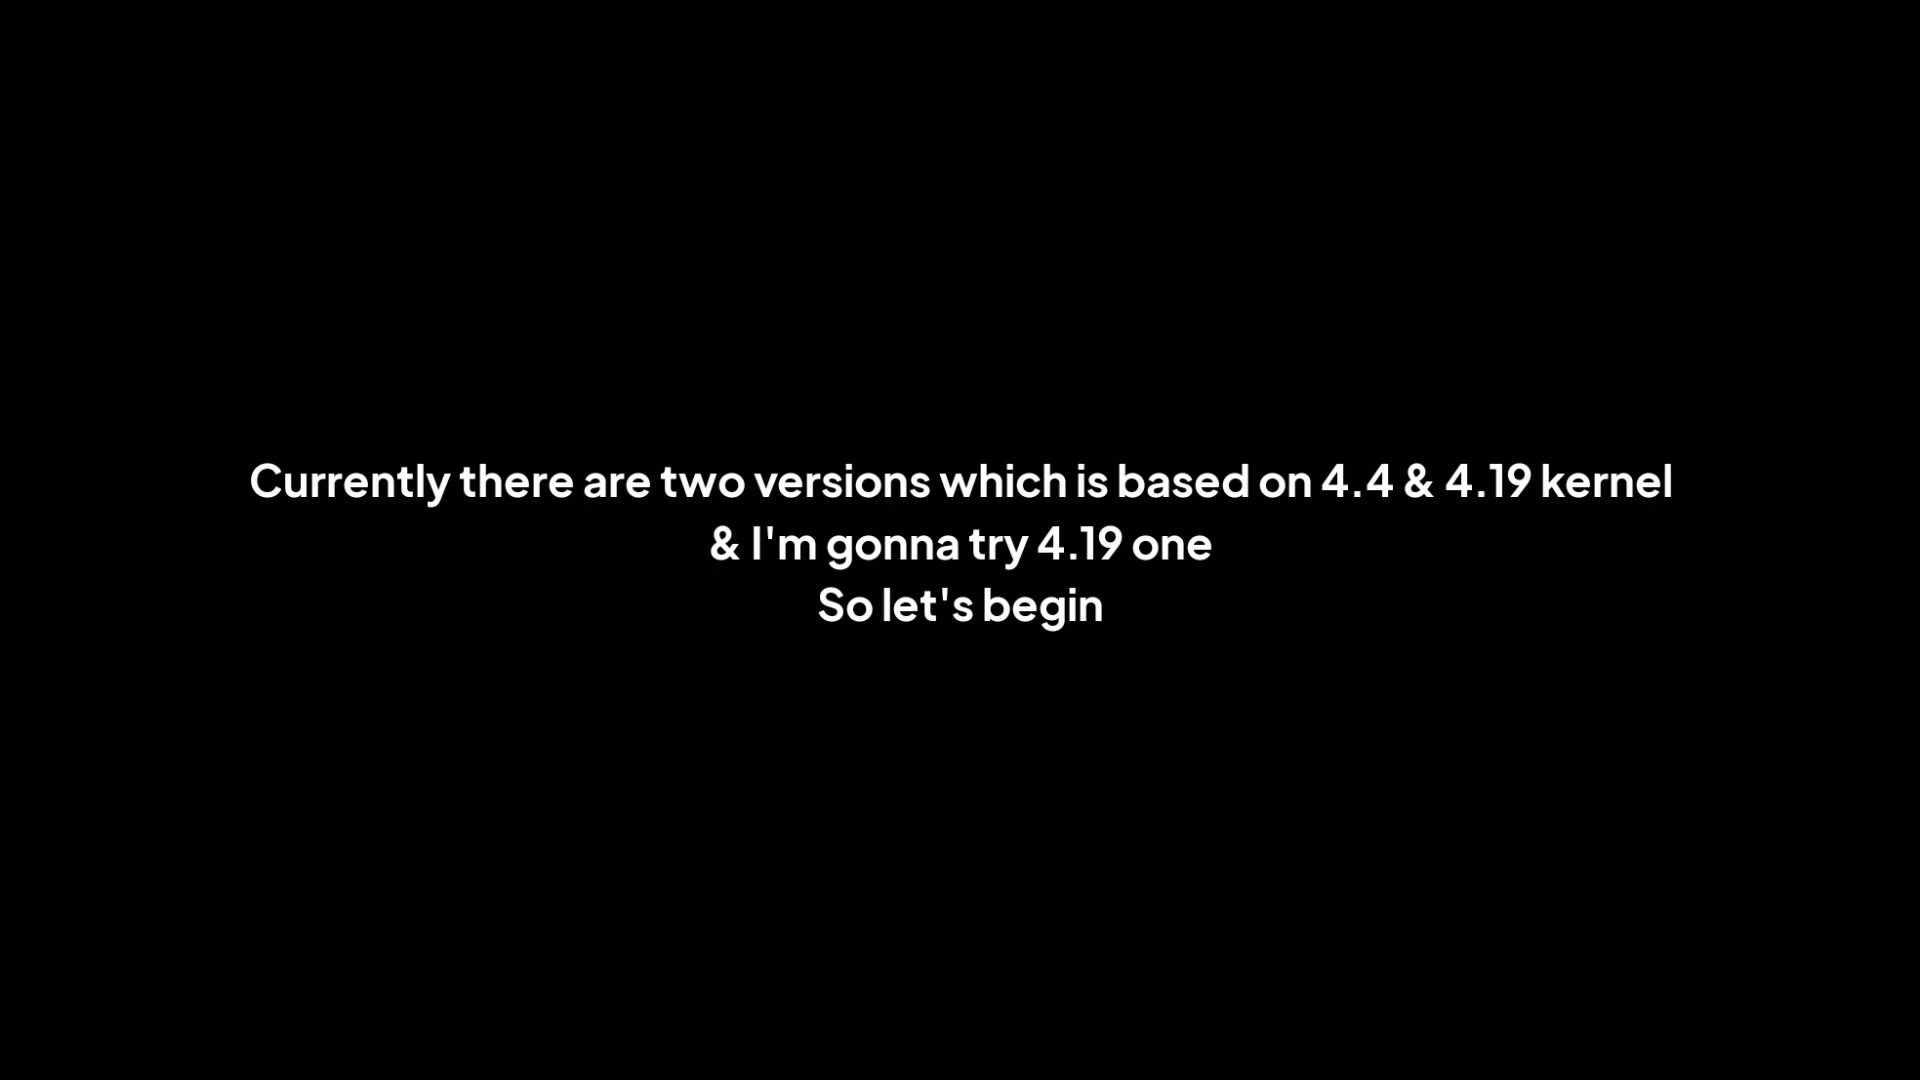 Currently there are two versions which is based on 4.4 & 4.19 kernel
& I'm gonna try 4.19 one
So let's begin